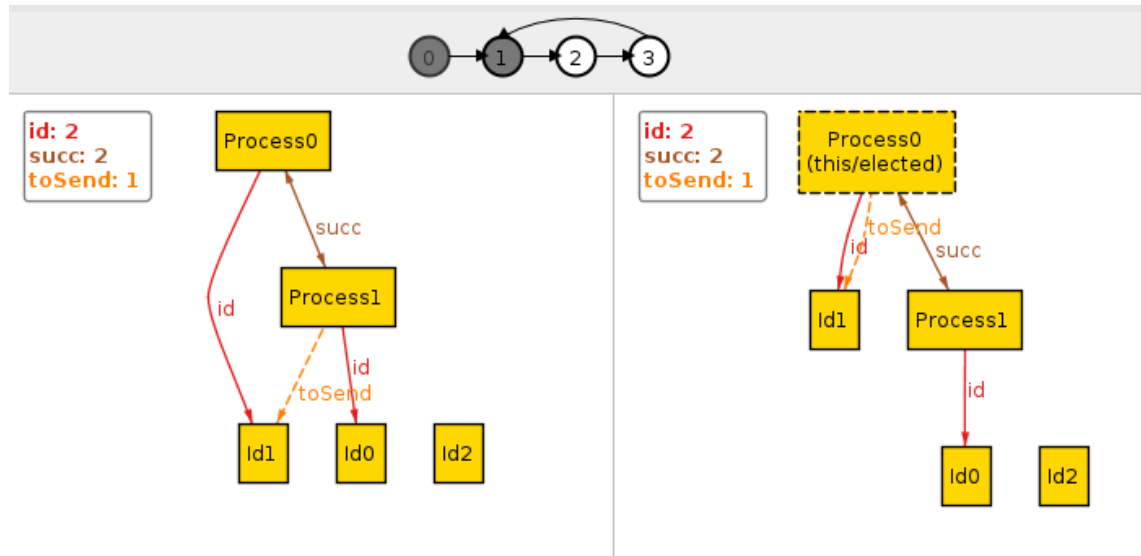 0
1
2
3
id: 2
succ: 2
toSend: 1
Process0
succ
Process1
id
id
toSend
Id1
Id0
Id2
id: 2
succ: 2
toSend: 1
Process0
(this/elected)
toSend
id
succ
Id1
Process1
id
Id0
Id2